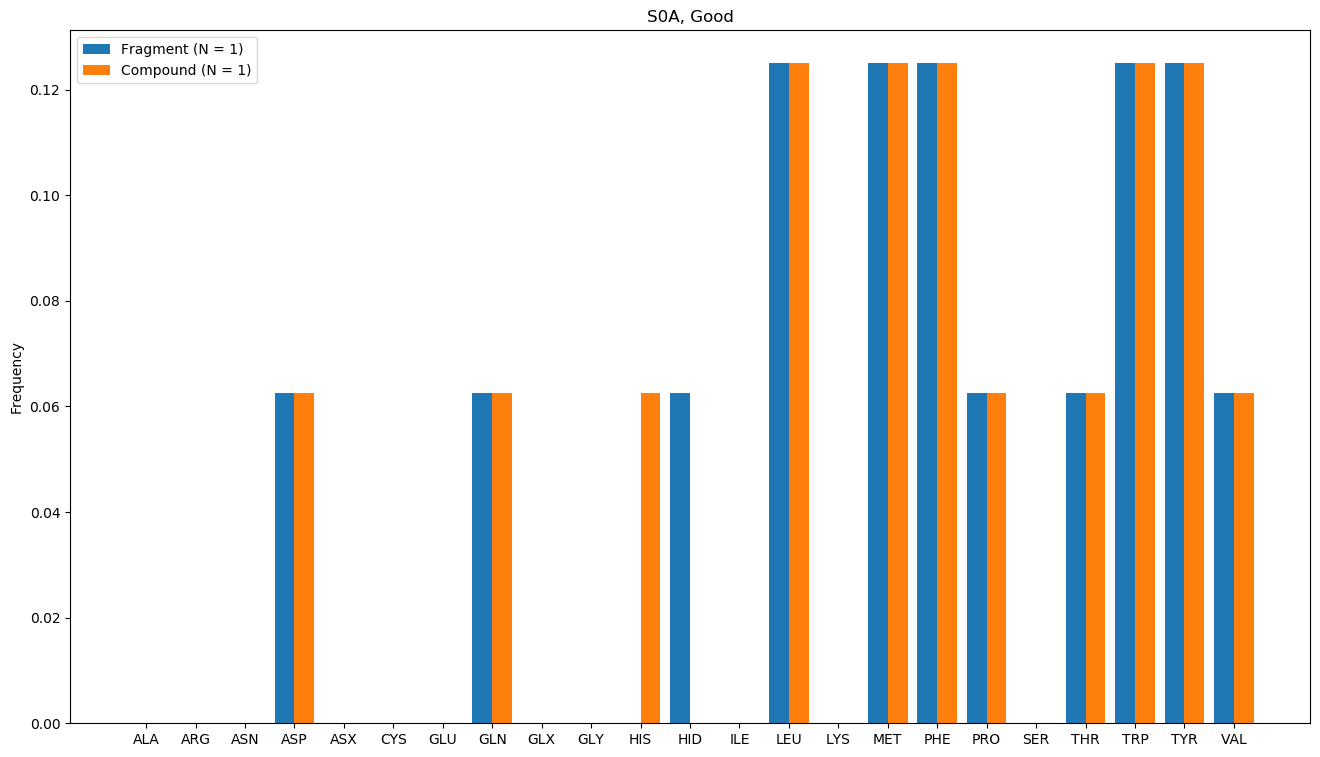 S0A, Good
Fragment (N = 1)
Compound (N = 1)
Frequency
0.12
0.10
0.08
0.06
0.04
0.02
0.00
ALA ARG ASN ASP ASX CYS GLU GLN GLX GLY HIS HID ILE LEU LYS MET PHE PRO SER THR TRP TYR VAL